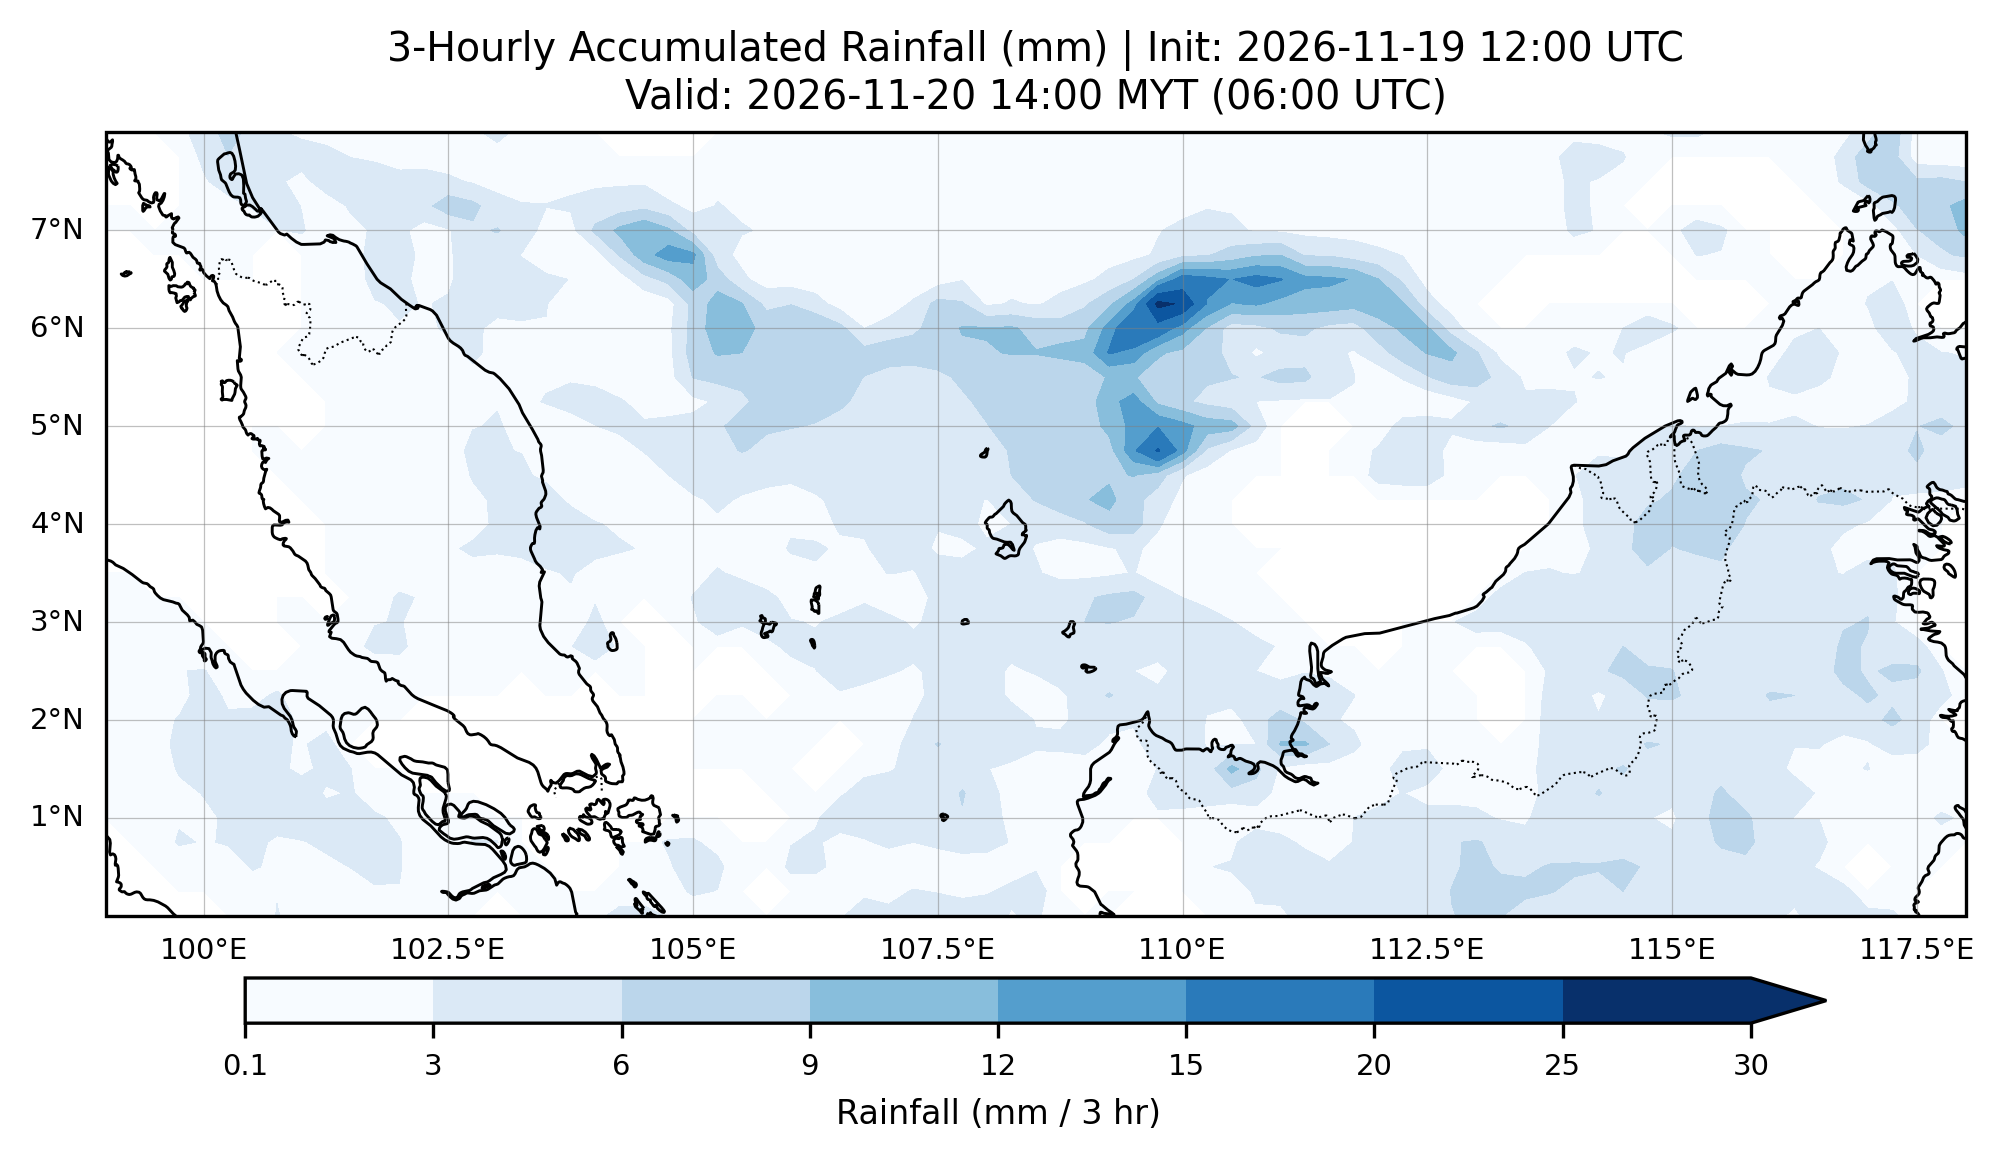 3-Hourly Accumulated Rainfall (mm) | Init: 2026-11-19 12:00 UTC
Valid: 2026-11-20 14:00 MYT (06:00 UTC)
7°N
6°N
5°N
4°N
3°N
2°N
1°N
100°E 102.5°E 105°E 107.5°E 110°E 112.5°E 115°E 117.5°E
0.1 3 6 9 12 15 20 25 30
Rainfall (mm / 3 hr)